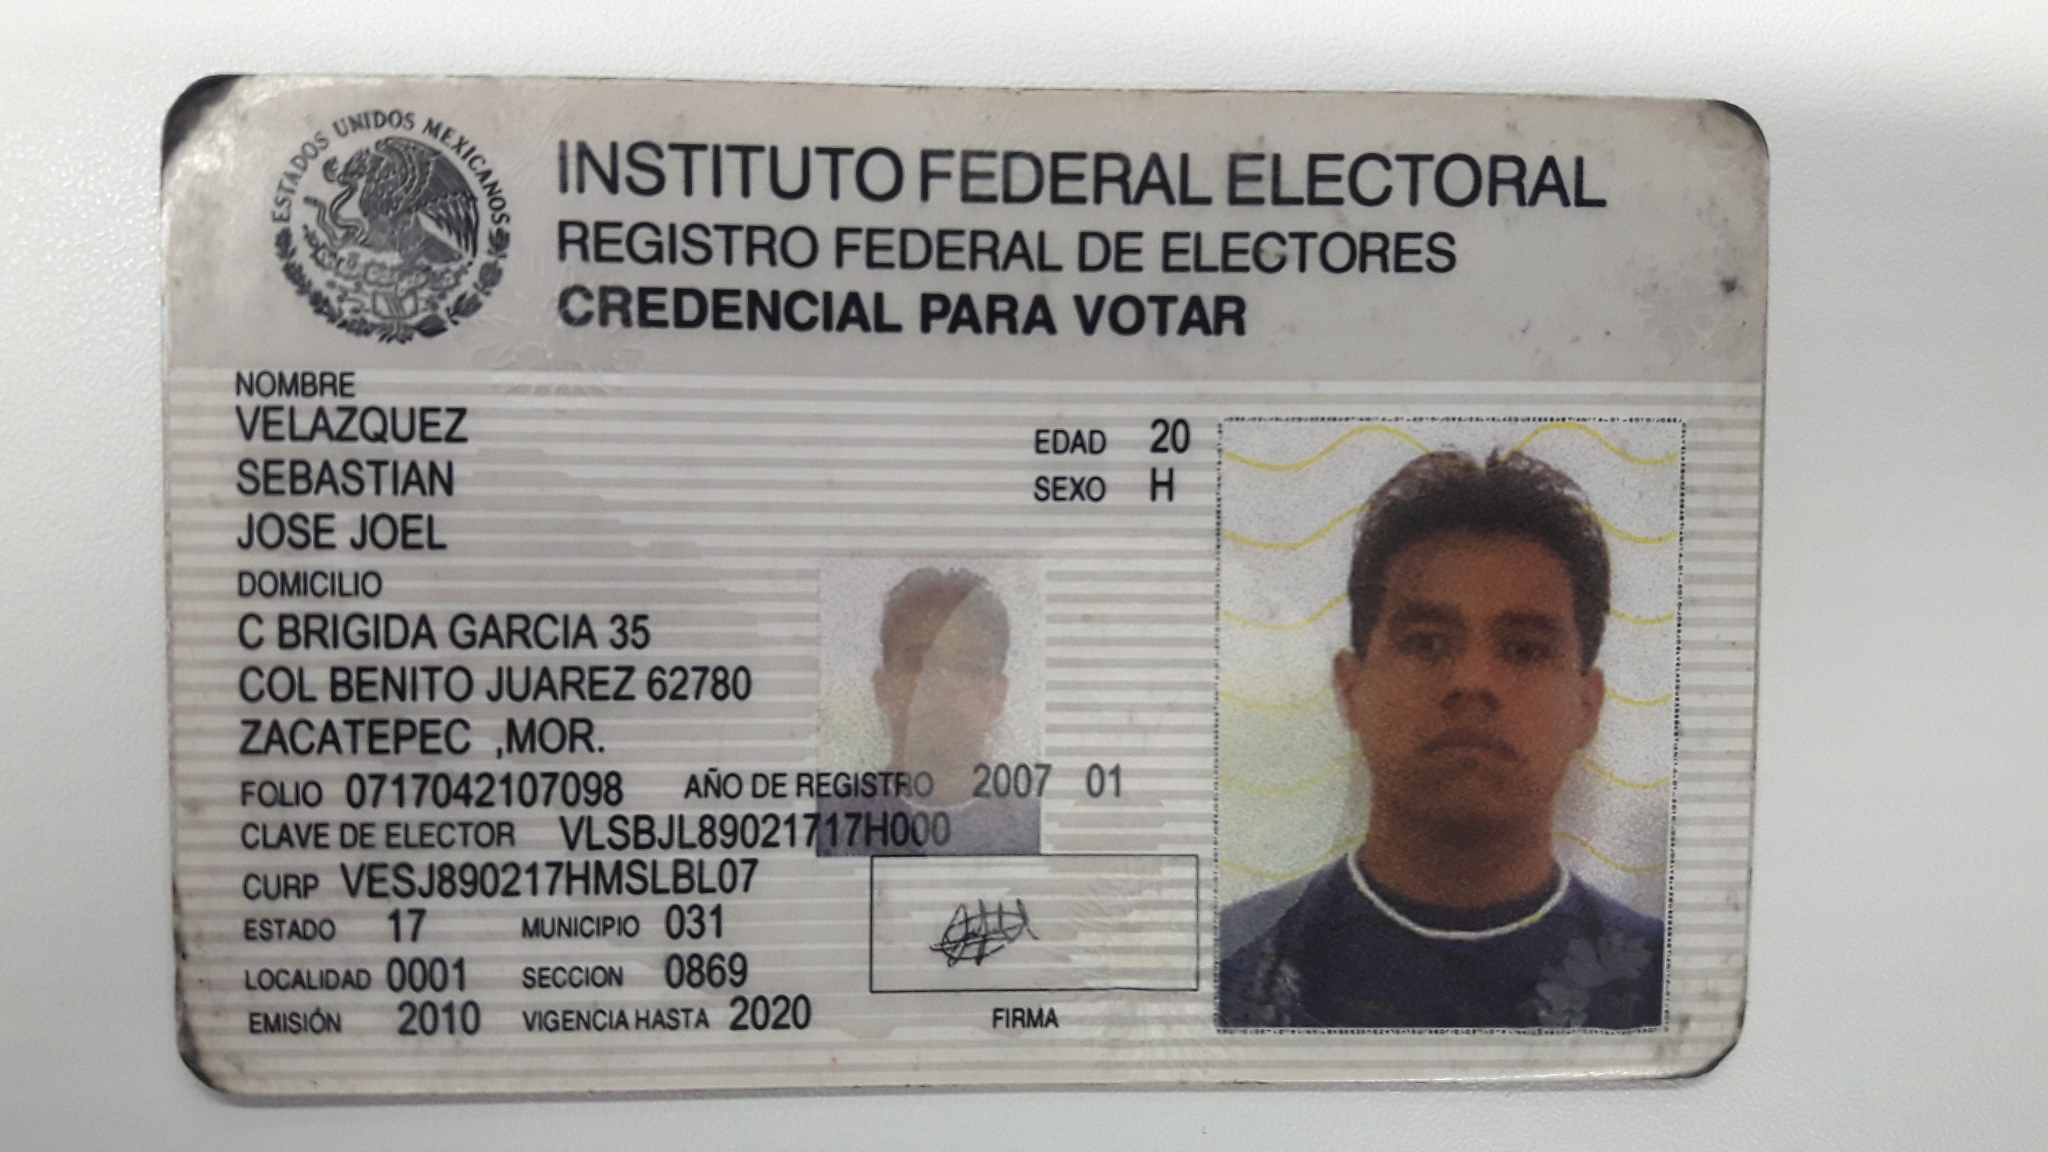 ESTADOS UNIDOS MEXICANOS
INSTITUTO FEDERAL ELECTORAL
REGISTRO FEDERAL DE ELECTORES
CREDENCIAL PARA VOTAR
NOMBRE
VELAZQUEZ
SEBASTIAN
JOSE JOEL
EDAD 20
SEXO H
DOMICILIO
C BRIGIDA GARCIA 35
COL BENITO JUAREZ 62780
ZACATEPEC ,MOR.
FOLIO 0717042107098 AÑO DE REGISTRO 2007 01
CLAVE DE ELECTOR VLSBJL89021717H000
CURP VESJ890217HMSLBL07
ESTADO 17 MUNICIPIO 031
LOCALIDAD 0001 SECCION 0869
EMISIÓN 2010 VIGENCIA HASTA 2020
FIRMA